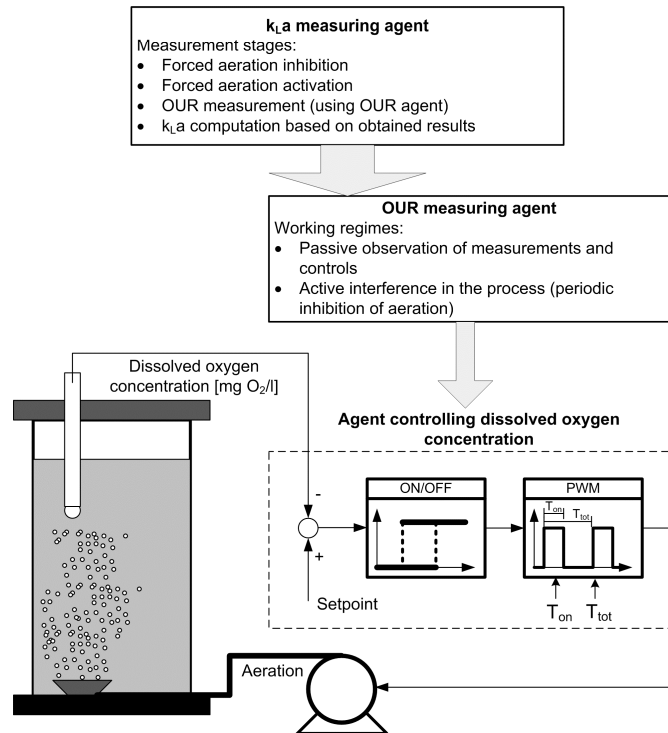 kLa measuring agent
Measurement stages:
• Forced aeration inhibition
• Forced aeration activation
• OUR measurement (using OUR agent)
• kLa computation based on obtained results
OUR measuring agent
Working regimes:
• Passive observation of measurements and
controls
• Active interference in the process (periodic
inhibition of aeration)
Dissolved oxygen
concentration [mg O2/l]
Agent controlling dissolved oxygen
concentration
ON/OFF
PWM
Ton
Ttot
-
+
Setpoint
Ton
Ttot
Aeration